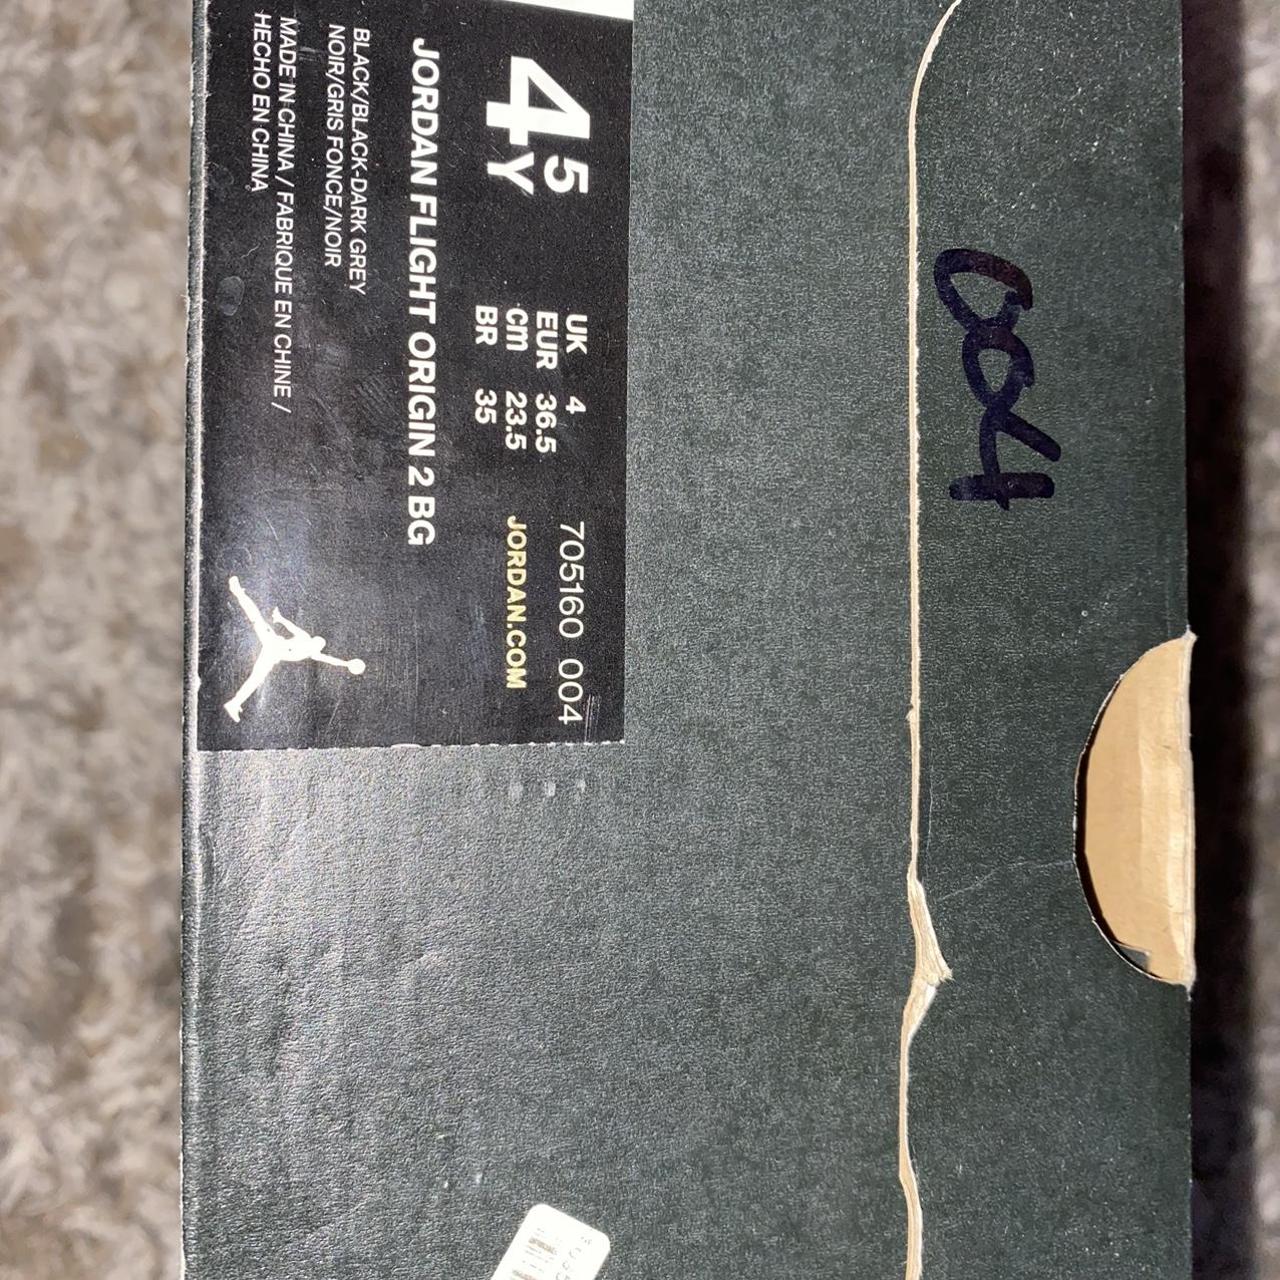 4.5Y
UK 4
EUR 36.5
cm 23.5
BR 35
705160 004
JORDAN.COM
JORDAN FLIGHT ORIGIN 2 BG
BLACK/BLACK-DARK GREY
NOIR/GRIS FONCE/NOIR
MADE IN CHINA / FABRIQUE EN CHINE /
HECHO EN CHINA
004